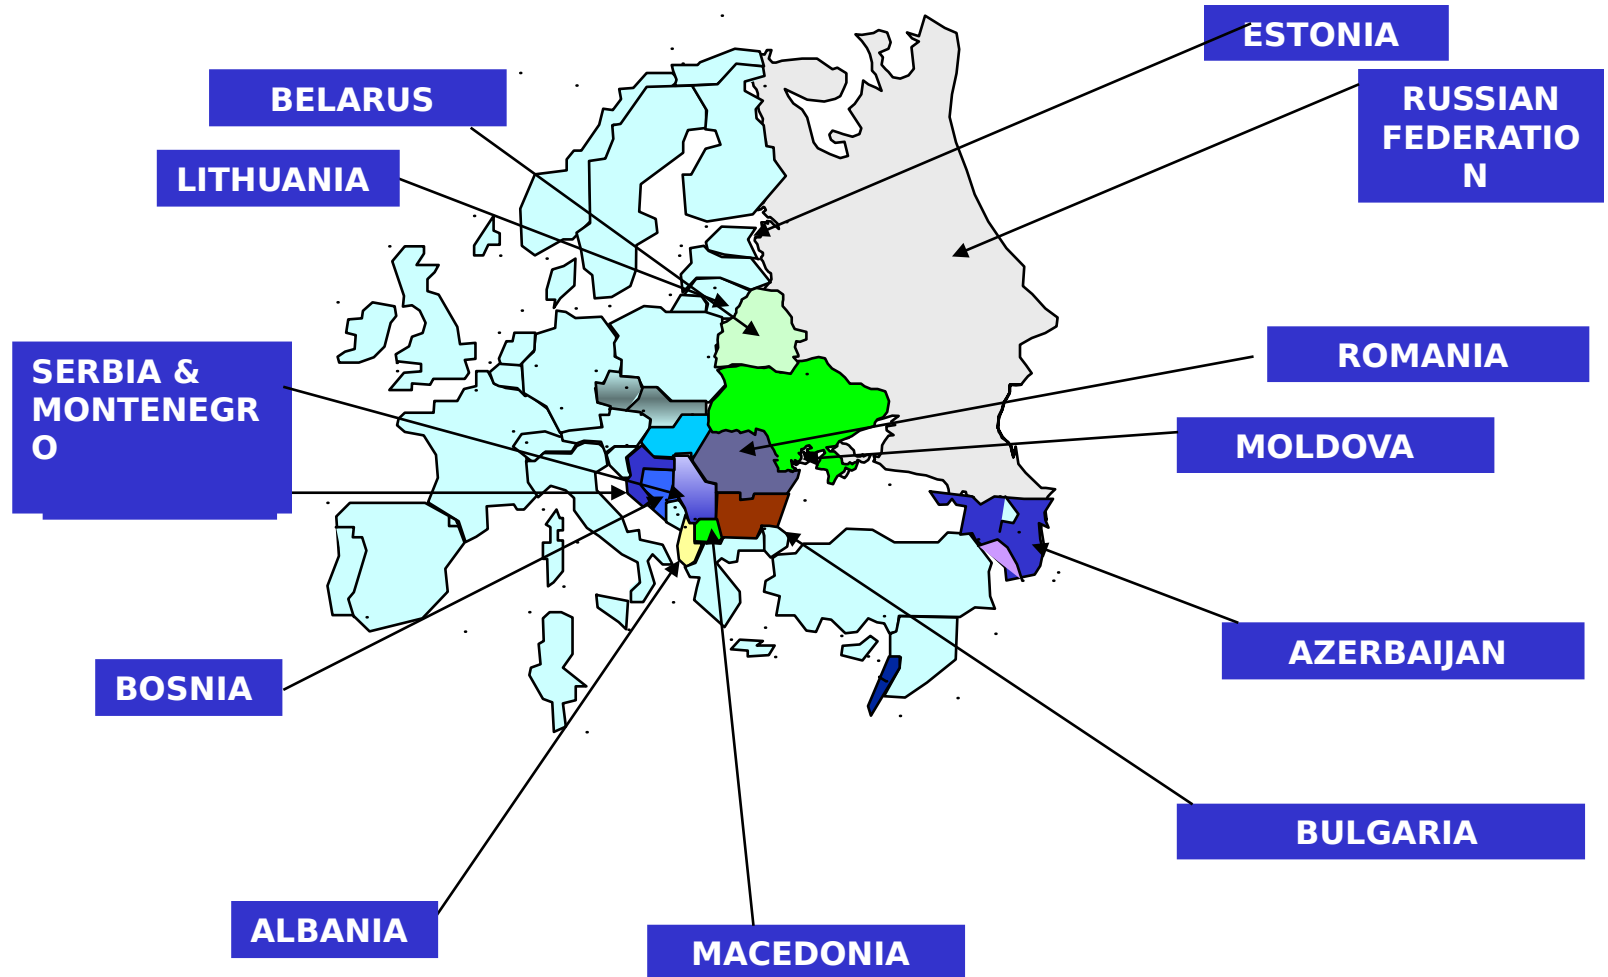 ESTONIA
BELARUS
RUSSIAN
FEDERATIO
N
LITHUANIA
ROMANIA
SERBIA &
MONTENEGR
O
MOLDOVA
AZERBAIJAN
BOSNIA
BULGARIA
ALBANIA
MACEDONIA